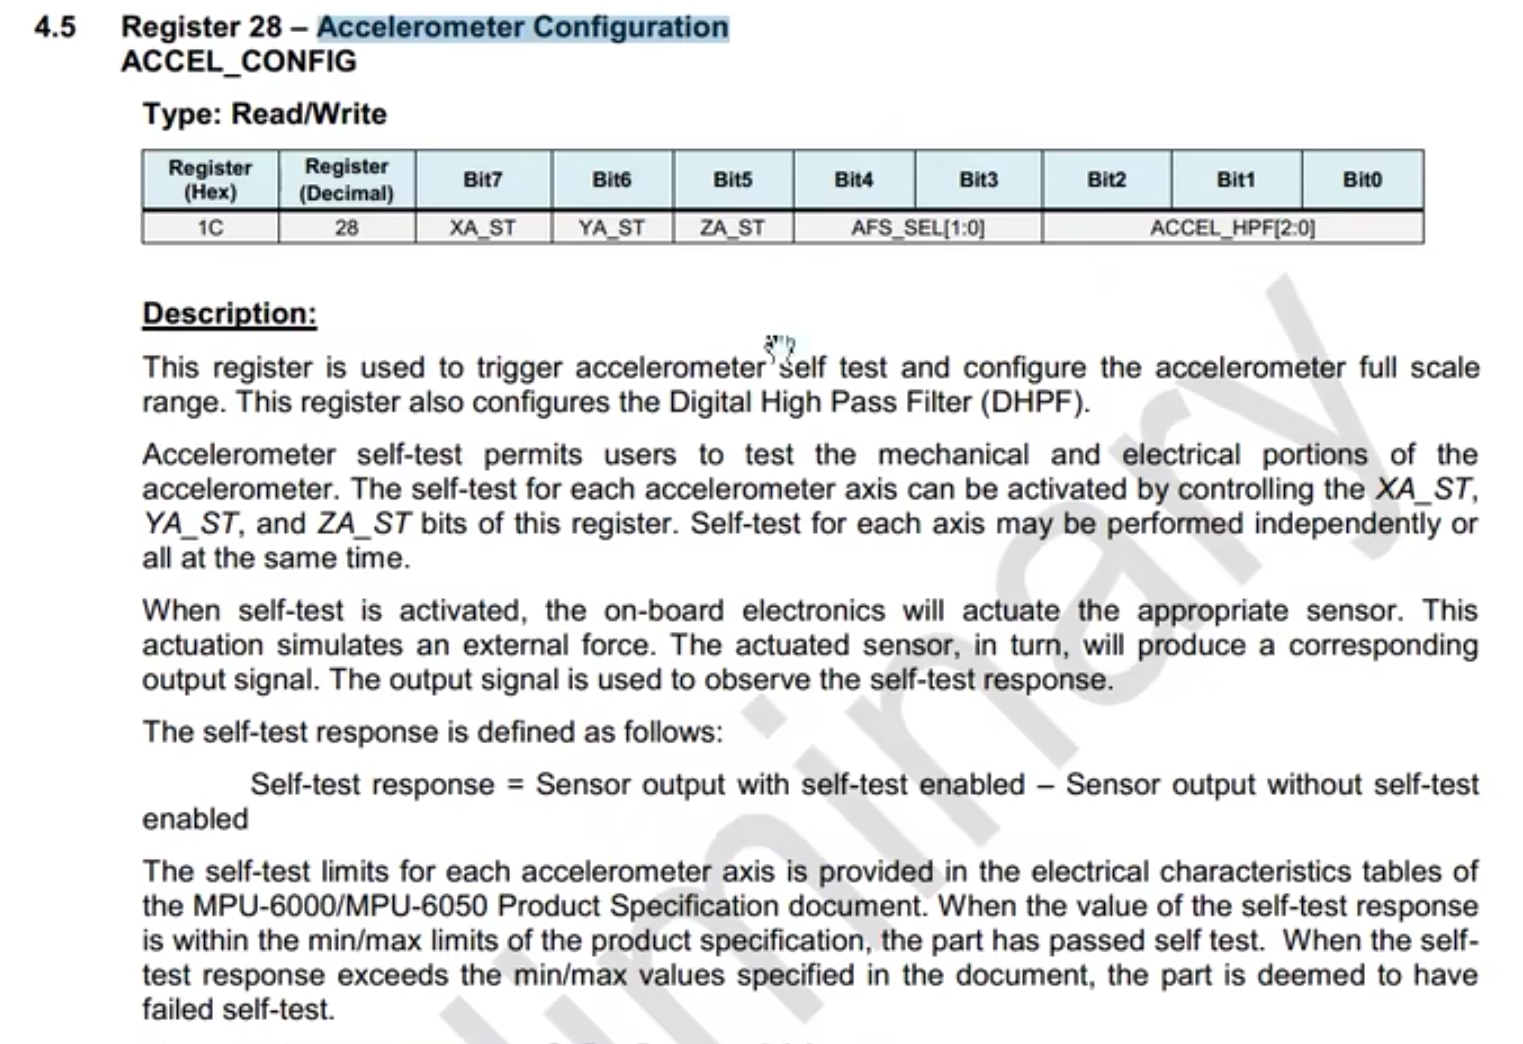 4.5 Register 28 – Accelerometer Configuration
ACCEL_CONFIG
Type: Read/Write
Register (Hex) Register (Decimal) Bit7 Bit6 Bit5 Bit4 Bit3 Bit2 Bit1 Bit0
1C 28 XA_ST YA_ST ZA_ST AFS_SEL[1:0] ACCEL_HPF[2:0]
Description:
This register is used to trigger accelerometer self test and configure the accelerometer full scale
range. This register also configures the Digital High Pass Filter (DHPF).
Accelerometer self-test permits users to test the mechanical and electrical portions of the
accelerometer. The self-test for each accelerometer axis can be activated by controlling the XA_ST,
YA_ST, and ZA_ST bits of this register. Self-test for each axis may be performed independently or
all at the same time.
When self-test is activated, the on-board electronics will actuate the appropriate sensor. This
actuation simulates an external force. The actuated sensor, in turn, will produce a corresponding
output signal. The output signal is used to observe the self-test response.
The self-test response is defined as follows:
Self-test response = Sensor output with self-test enabled – Sensor output without self-test
enabled
The self-test limits for each accelerometer axis is provided in the electrical characteristics tables of
the MPU-6000/MPU-6050 Product Specification document. When the value of the self-test response
is within the min/max limits of the product specification, the part has passed self test. When the self-
test response exceeds the min/max values specified in the document, the part is deemed to have
failed self-test.